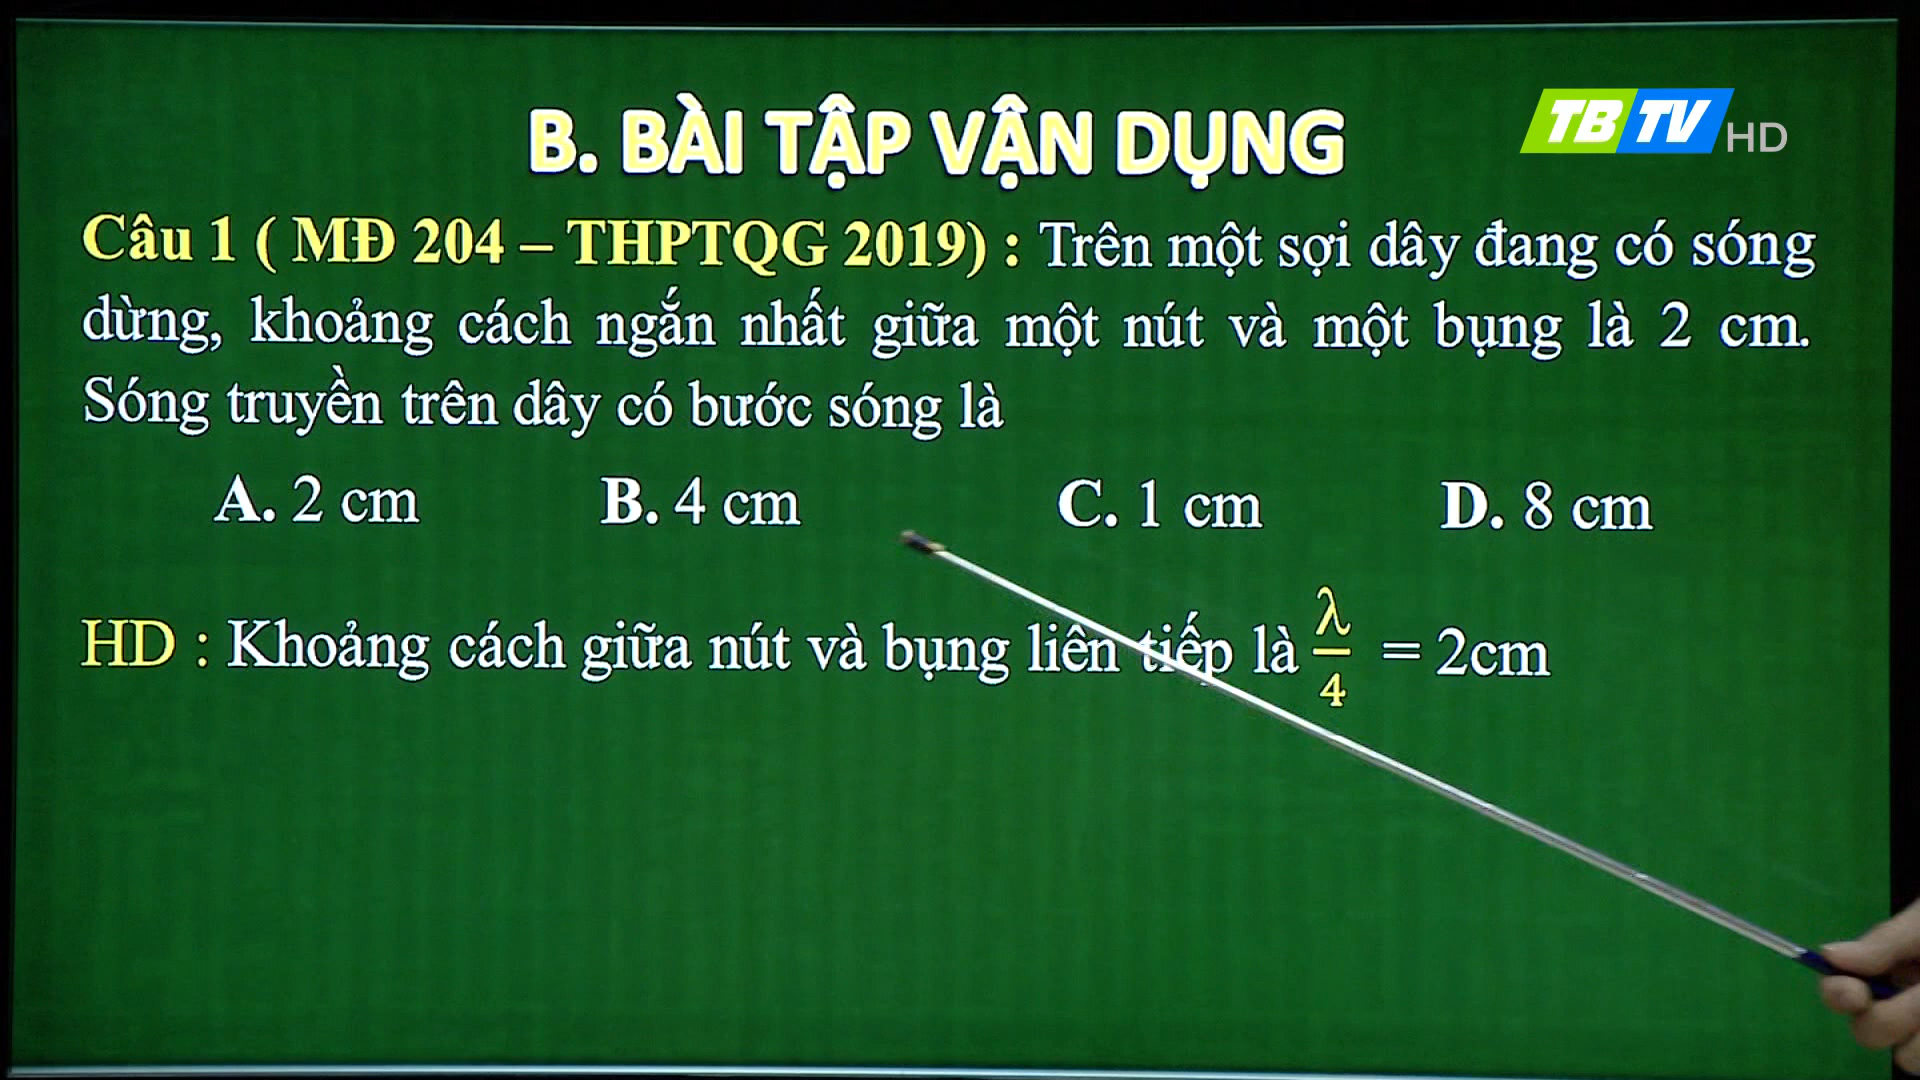 TBTV HD
B. BÀI TẬP VẬN DỤNG
Câu 1 ( MĐ 204 – THPTQG 2019) : Trên một sợi dây đang có sóng
dừng, khoảng cách ngắn nhất giữa một nút và một bụng là 2 cm.
Sóng truyền trên dây có bước sóng là
A. 2 cm B. 4 cm C. 1 cm D. 8 cm
HD : Khoảng cách giữa nút và bụng liên tiếp là λ/4 = 2cm